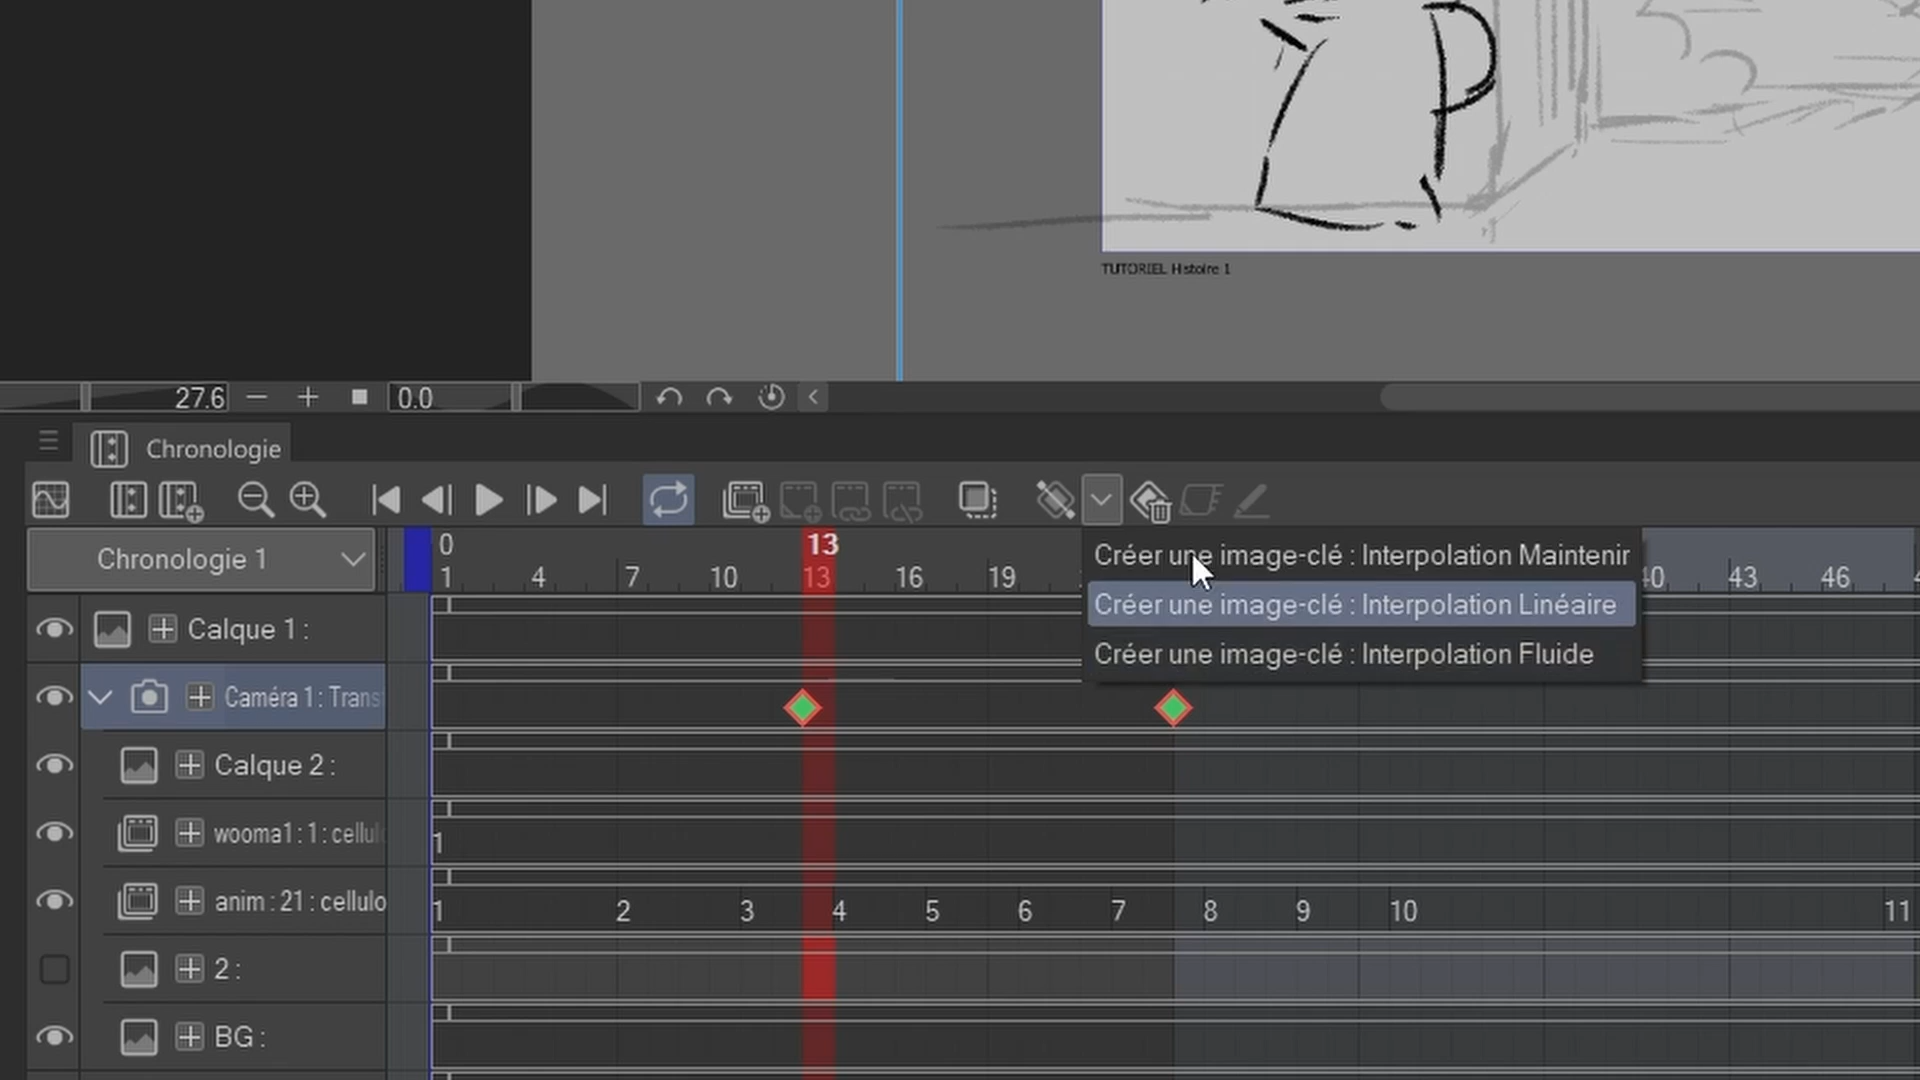 TUTORIEL Histoire 1
27.6 0.0
Chronologie
Chronologie 1
0 13
1 4 7 10 13 16 19 40 43 46
Créer une image-clé : Interpolation Maintenir
Créer une image-clé : Interpolation Linéaire
Créer une image-clé : Interpolation Fluide
Calque 1 :
Caméra 1 : Trans
Calque 2 :
wooma1 : 1 : cellulo
1
anim : 21 : cellulo
1 2 3 4 5 6 7 8 9 10 11
2 :
BG :